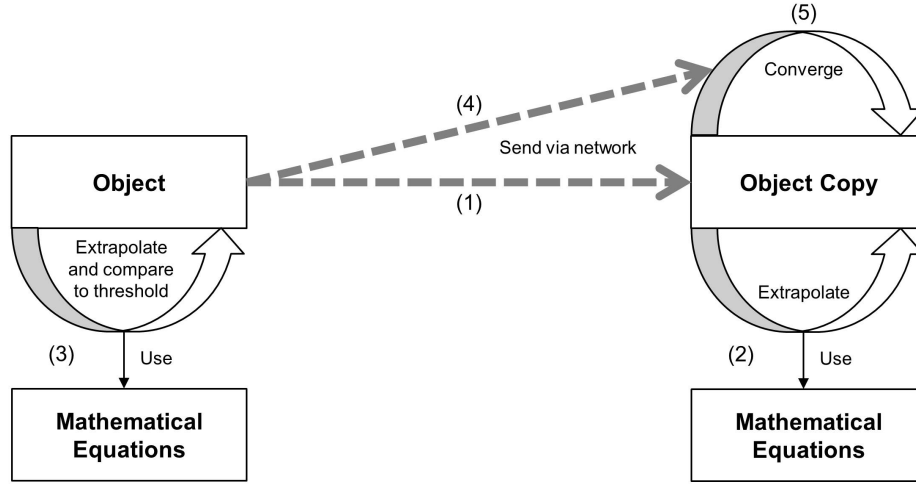 (5)
Converge
(4)
Send via network
Object
Object Copy
(1)
Extrapolate
and compare
to threshold
Extrapolate
(3)
Use
(2)
Use
Mathematical
Equations
Mathematical
Equations